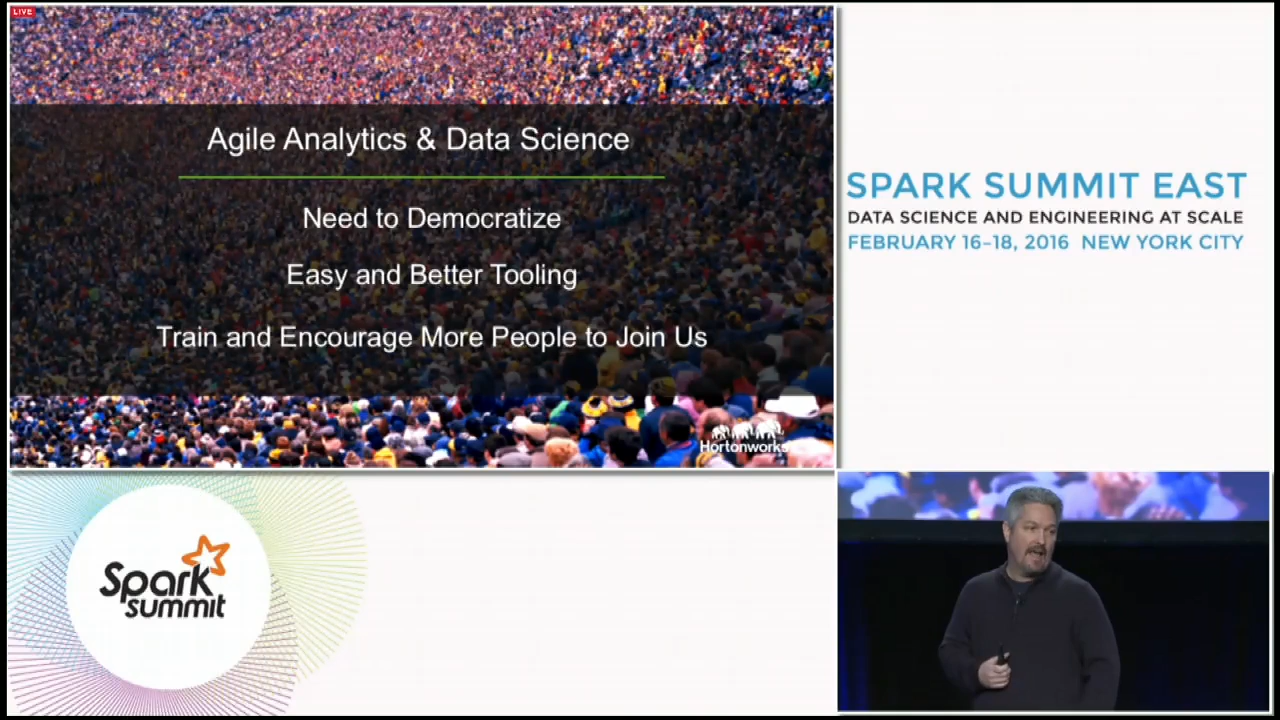 LIVE
Agile Analytics & Data Science
Need to Democratize
Easy and Better Tooling
Train and Encourage More People to Join Us
Hortonworks
SPARK SUMMIT EAST
DATA SCIENCE AND ENGINEERING AT SCALE
FEBRUARY 16–18, 2016 NEW YORK CITY
Spark
summit